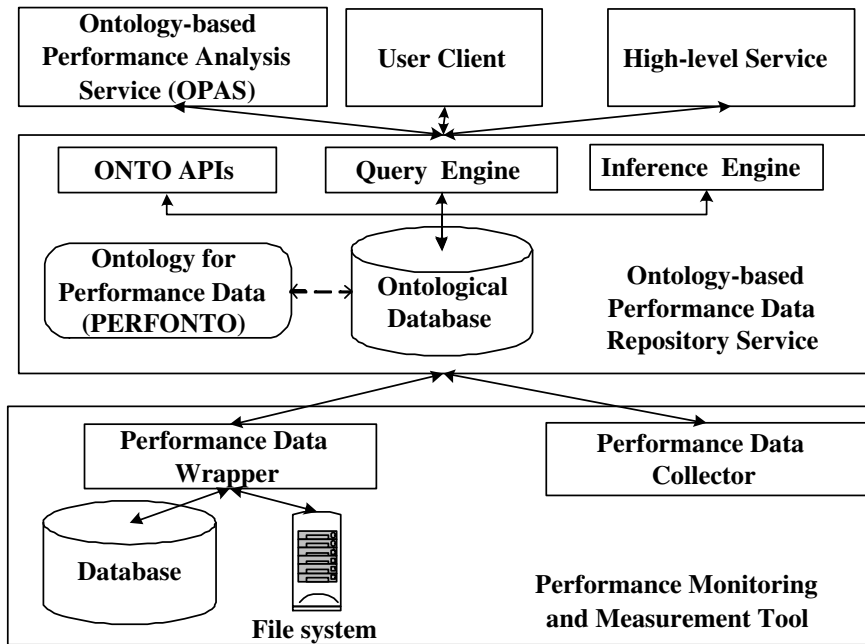 Ontology-based
Performance Analysis
Service (OPAS)
User Client
High-level Service
ONTO APIs
Query Engine
Inference Engine
Ontology for
Performance Data
(PERFONTO)
Ontological
Database
Ontology-based
Performance Data
Repository Service
Performance Data
Wrapper
Performance Data
Collector
Database
File system
Performance Monitoring
and Measurement Tool